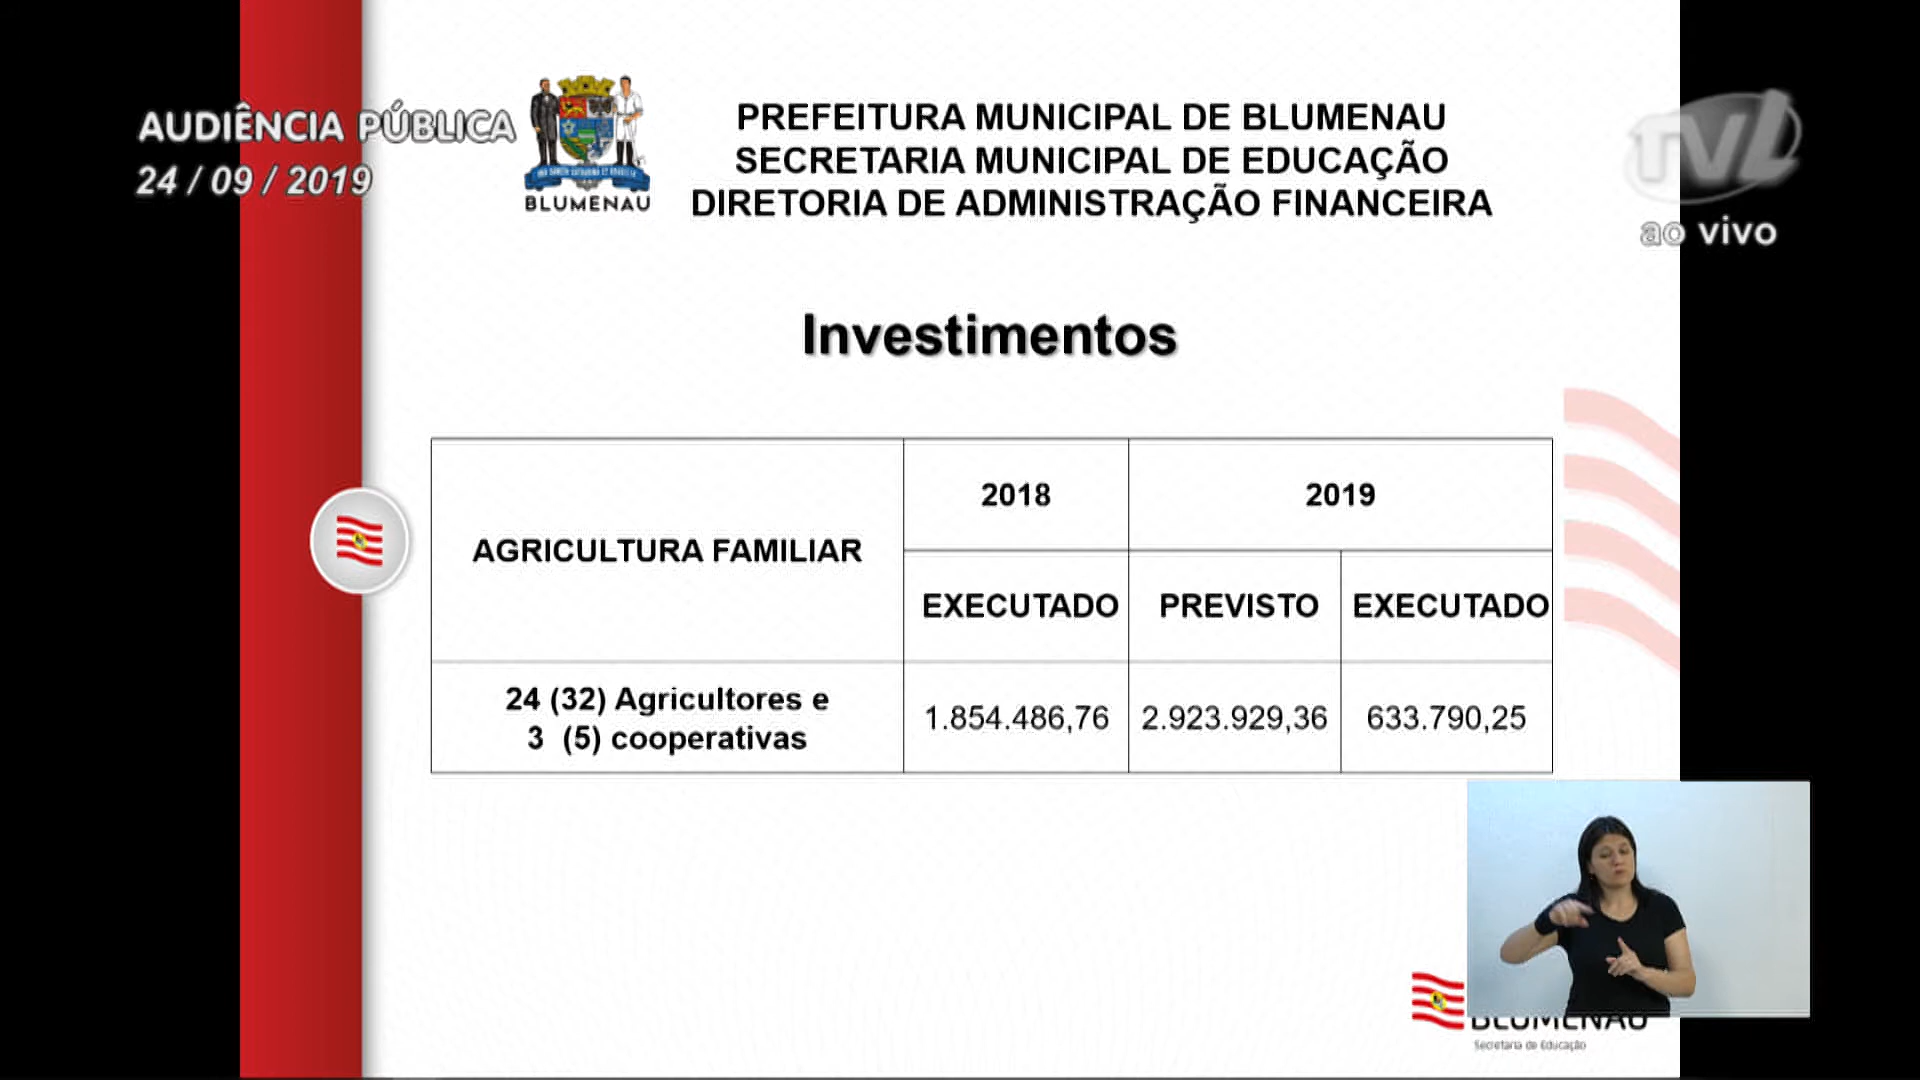 AUDIÊNCIA PÚBLICA
24 / 09 / 2019
BLUMENAU
PREFEITURA MUNICIPAL DE BLUMENAU
SECRETARIA MUNICIPAL DE EDUCAÇÃO
DIRETORIA DE ADMINISTRAÇÃO FINANCEIRA
TVL
ao vivo
Investimentos
AGRICULTURA FAMILIAR
2018
2019
EXECUTADO
PREVISTO
EXECUTADO
24 (32) Agricultores e
3 (5) cooperativas
1.854.486,76
2.923.929,36
633.790,25
BLUMENAU
Secretaria de Educação